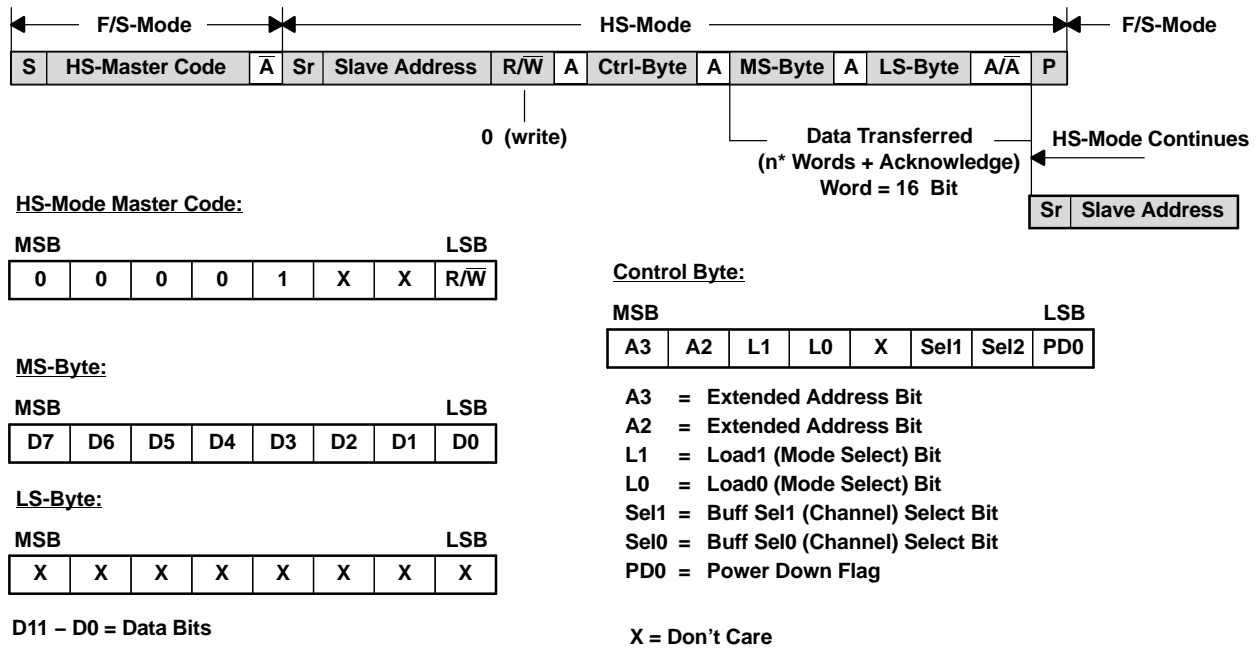 F/S-Mode HS-Mode F/S-Mode
S HS-Master Code A̅ Sr Slave Address R/W̅ A Ctrl-Byte A MS-Byte A LS-Byte A/A̅ P
0 (write)
Data Transferred
(n* Words + Acknowledge)
Word = 16 Bit
HS-Mode Continues
Sr Slave Address
HS-Mode Master Code:
MSB LSB
0 0 0 0 1 X X R/W̅
MS-Byte:
MSB LSB
D7 D6 D5 D4 D3 D2 D1 D0
LS-Byte:
MSB LSB
X X X X X X X X
D11 – D0 = Data Bits
Control Byte:
MSB LSB
A3 A2 L1 L0 X Sel1 Sel2 PD0
A3 = Extended Address Bit
A2 = Extended Address Bit
L1 = Load1 (Mode Select) Bit
L0 = Load0 (Mode Select) Bit
Sel1 = Buff Sel1 (Channel) Select Bit
Sel0 = Buff Sel0 (Channel) Select Bit
PD0 = Power Down Flag
X = Don't Care